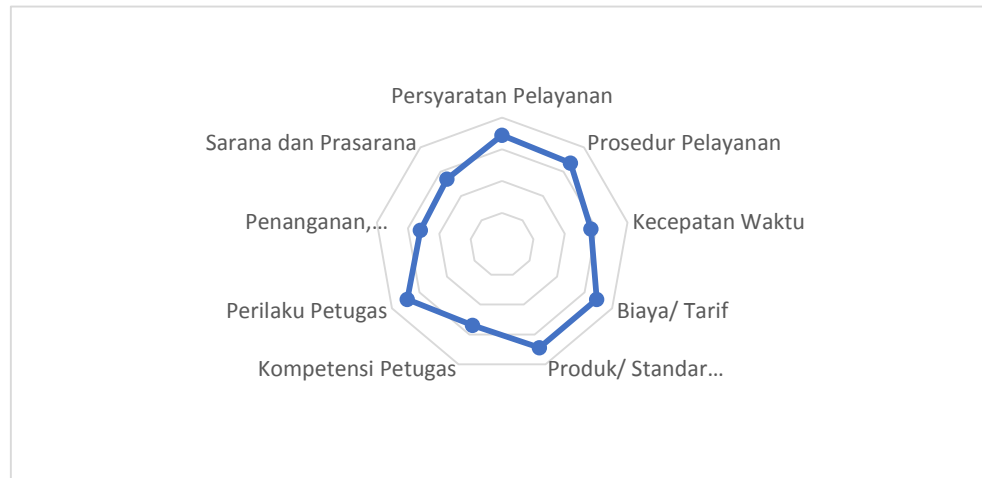 Persyaratan Pelayanan
Sarana dan Prasarana
Prosedur Pelayanan
Penanganan,...
Kecepatan Waktu
Perilaku Petugas
Biaya/ Tarif
Kompetensi Petugas
Produk/ Standar...